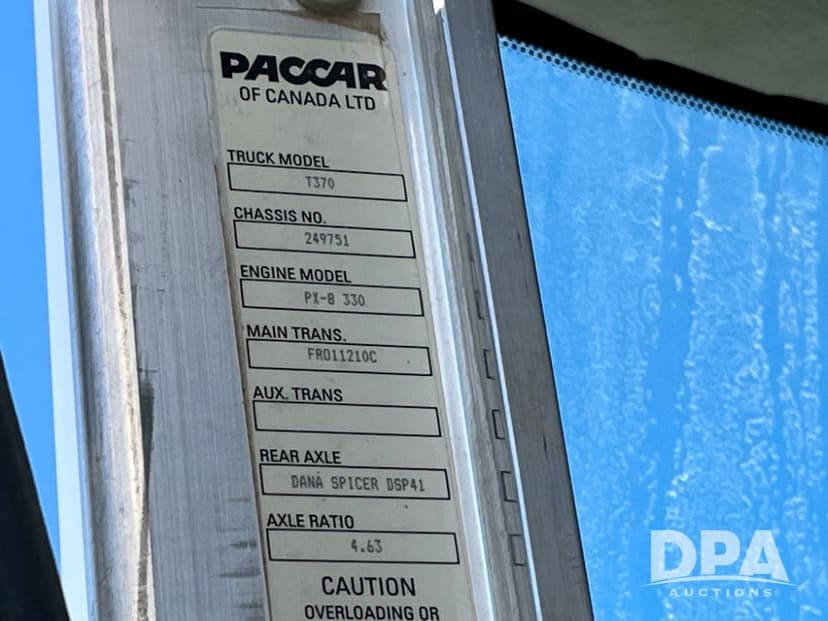 PACCAR
OF CANADA LTD
TRUCK MODEL
T370
CHASSIS NO.
249751
ENGINE MODEL
PX-8 330
MAIN TRANS.
FRO11210C
AUX. TRANS
REAR AXLE
DANA SPICER DSP41
AXLE RATIO
4.63
CAUTION
OVERLOADING OR
DPA
AUCTIONS